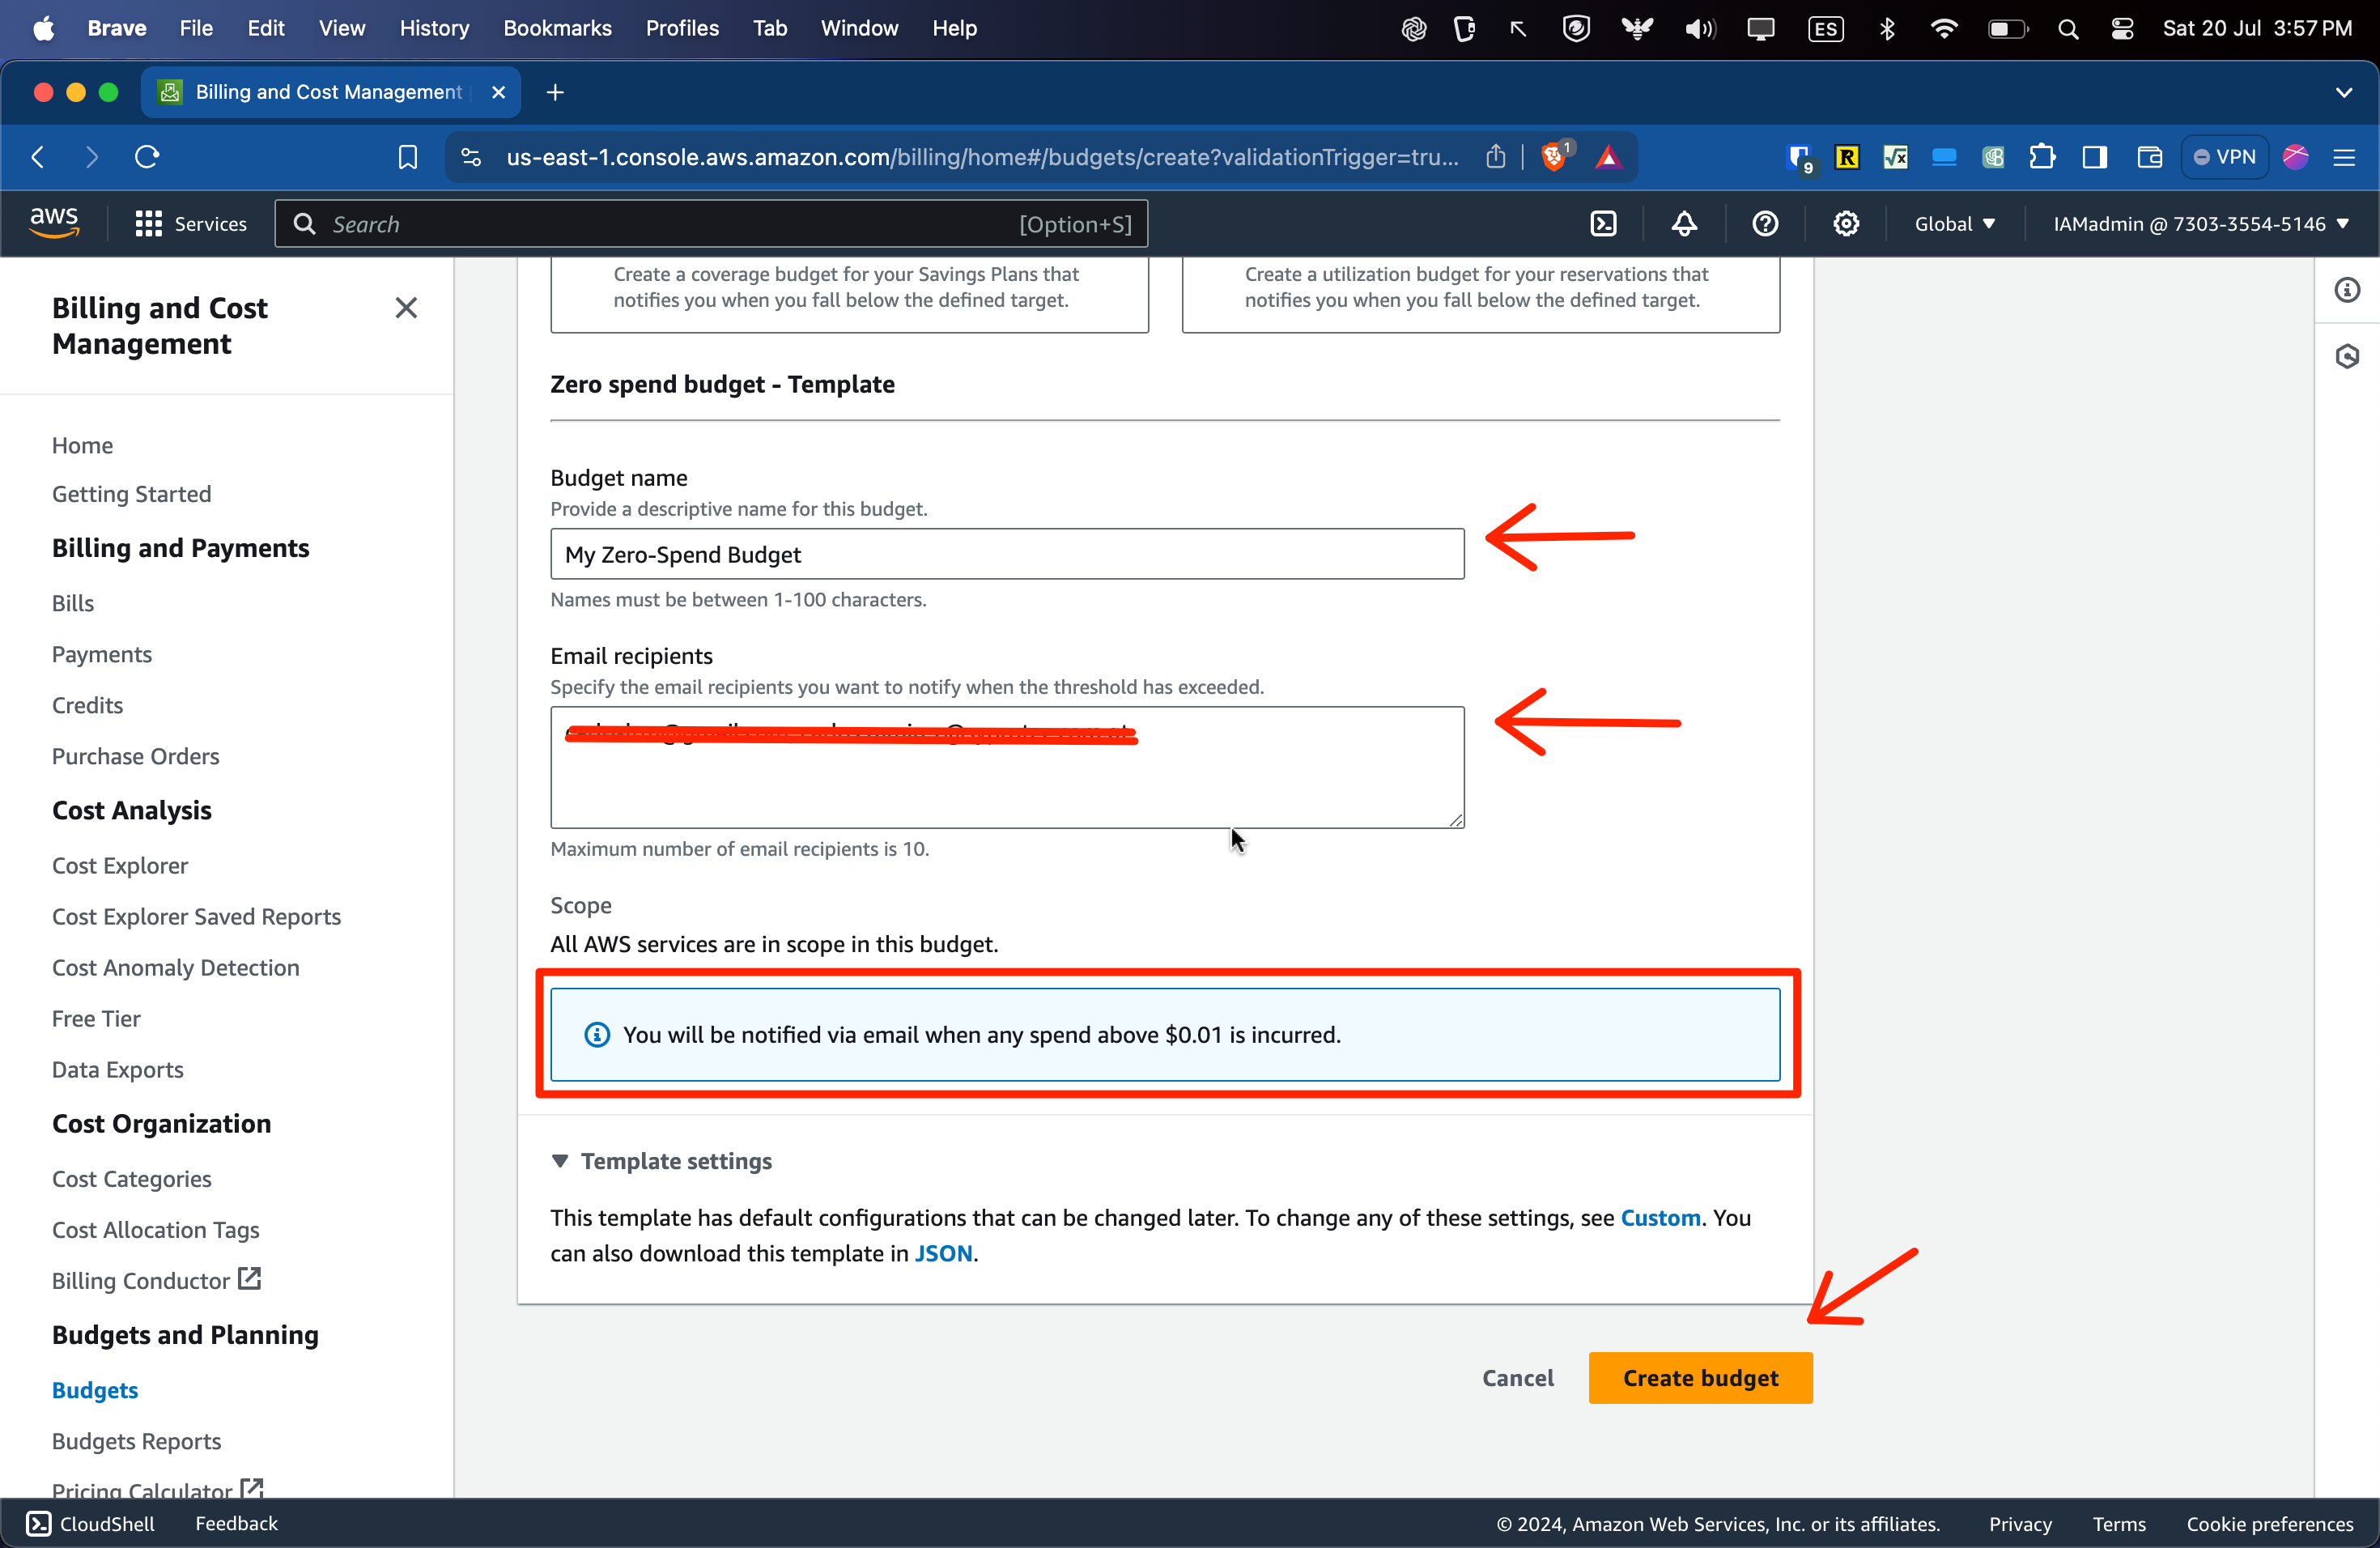 Brave File Edit View History Bookmarks Profiles Tab Window Help ES Sat 20 Jul 3:57 PM
Billing and Cost Management
us-east-1.console.aws.amazon.com/billing/home#/budgets/create?validationTrigger=tru... 1 9 R √x VPN
aws Services Search [Option+S] Global IAMadmin @ 7303-3554-5146
Billing and Cost
Management
Home
Getting Started
Billing and Payments
Bills
Payments
Credits
Purchase Orders
Cost Analysis
Cost Explorer
Cost Explorer Saved Reports
Cost Anomaly Detection
Free Tier
Data Exports
Cost Organization
Cost Categories
Cost Allocation Tags
Billing Conductor
Budgets and Planning
Budgets
Budgets Reports
Pricing Calculator
Create a coverage budget for your Savings Plans that
notifies you when you fall below the defined target.
Create a utilization budget for your reservations that
notifies you when you fall below the defined target.
Zero spend budget - Template
Budget name
Provide a descriptive name for this budget.
My Zero-Spend Budget
Names must be between 1-100 characters.
Email recipients
Specify the email recipients you want to notify when the threshold has exceeded.
Maximum number of email recipients is 10.
Scope
All AWS services are in scope in this budget.
You will be notified via email when any spend above $0.01 is incurred.
Template settings
This template has default configurations that can be changed later. To change any of these settings, see Custom. You
can also download this template in JSON.
Cancel Create budget
CloudShell Feedback © 2024, Amazon Web Services, Inc. or its affiliates. Privacy Terms Cookie preferences